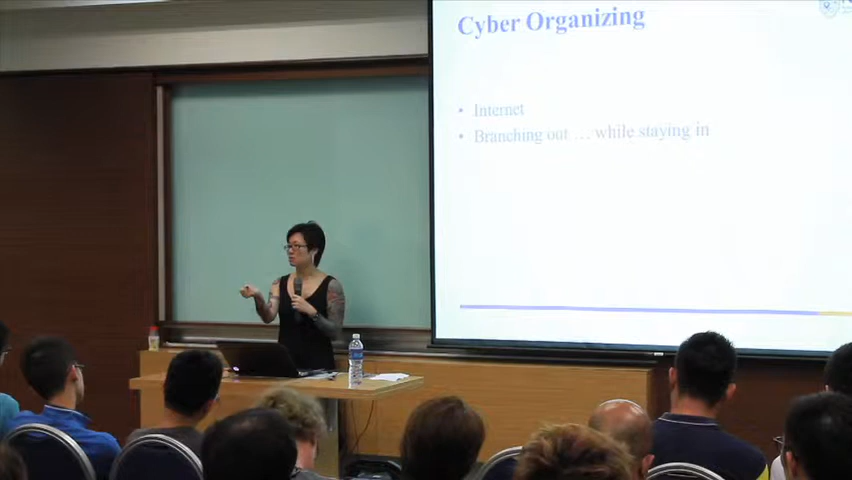 Cyber Organizing
• Internet
• Branching out … while staying in